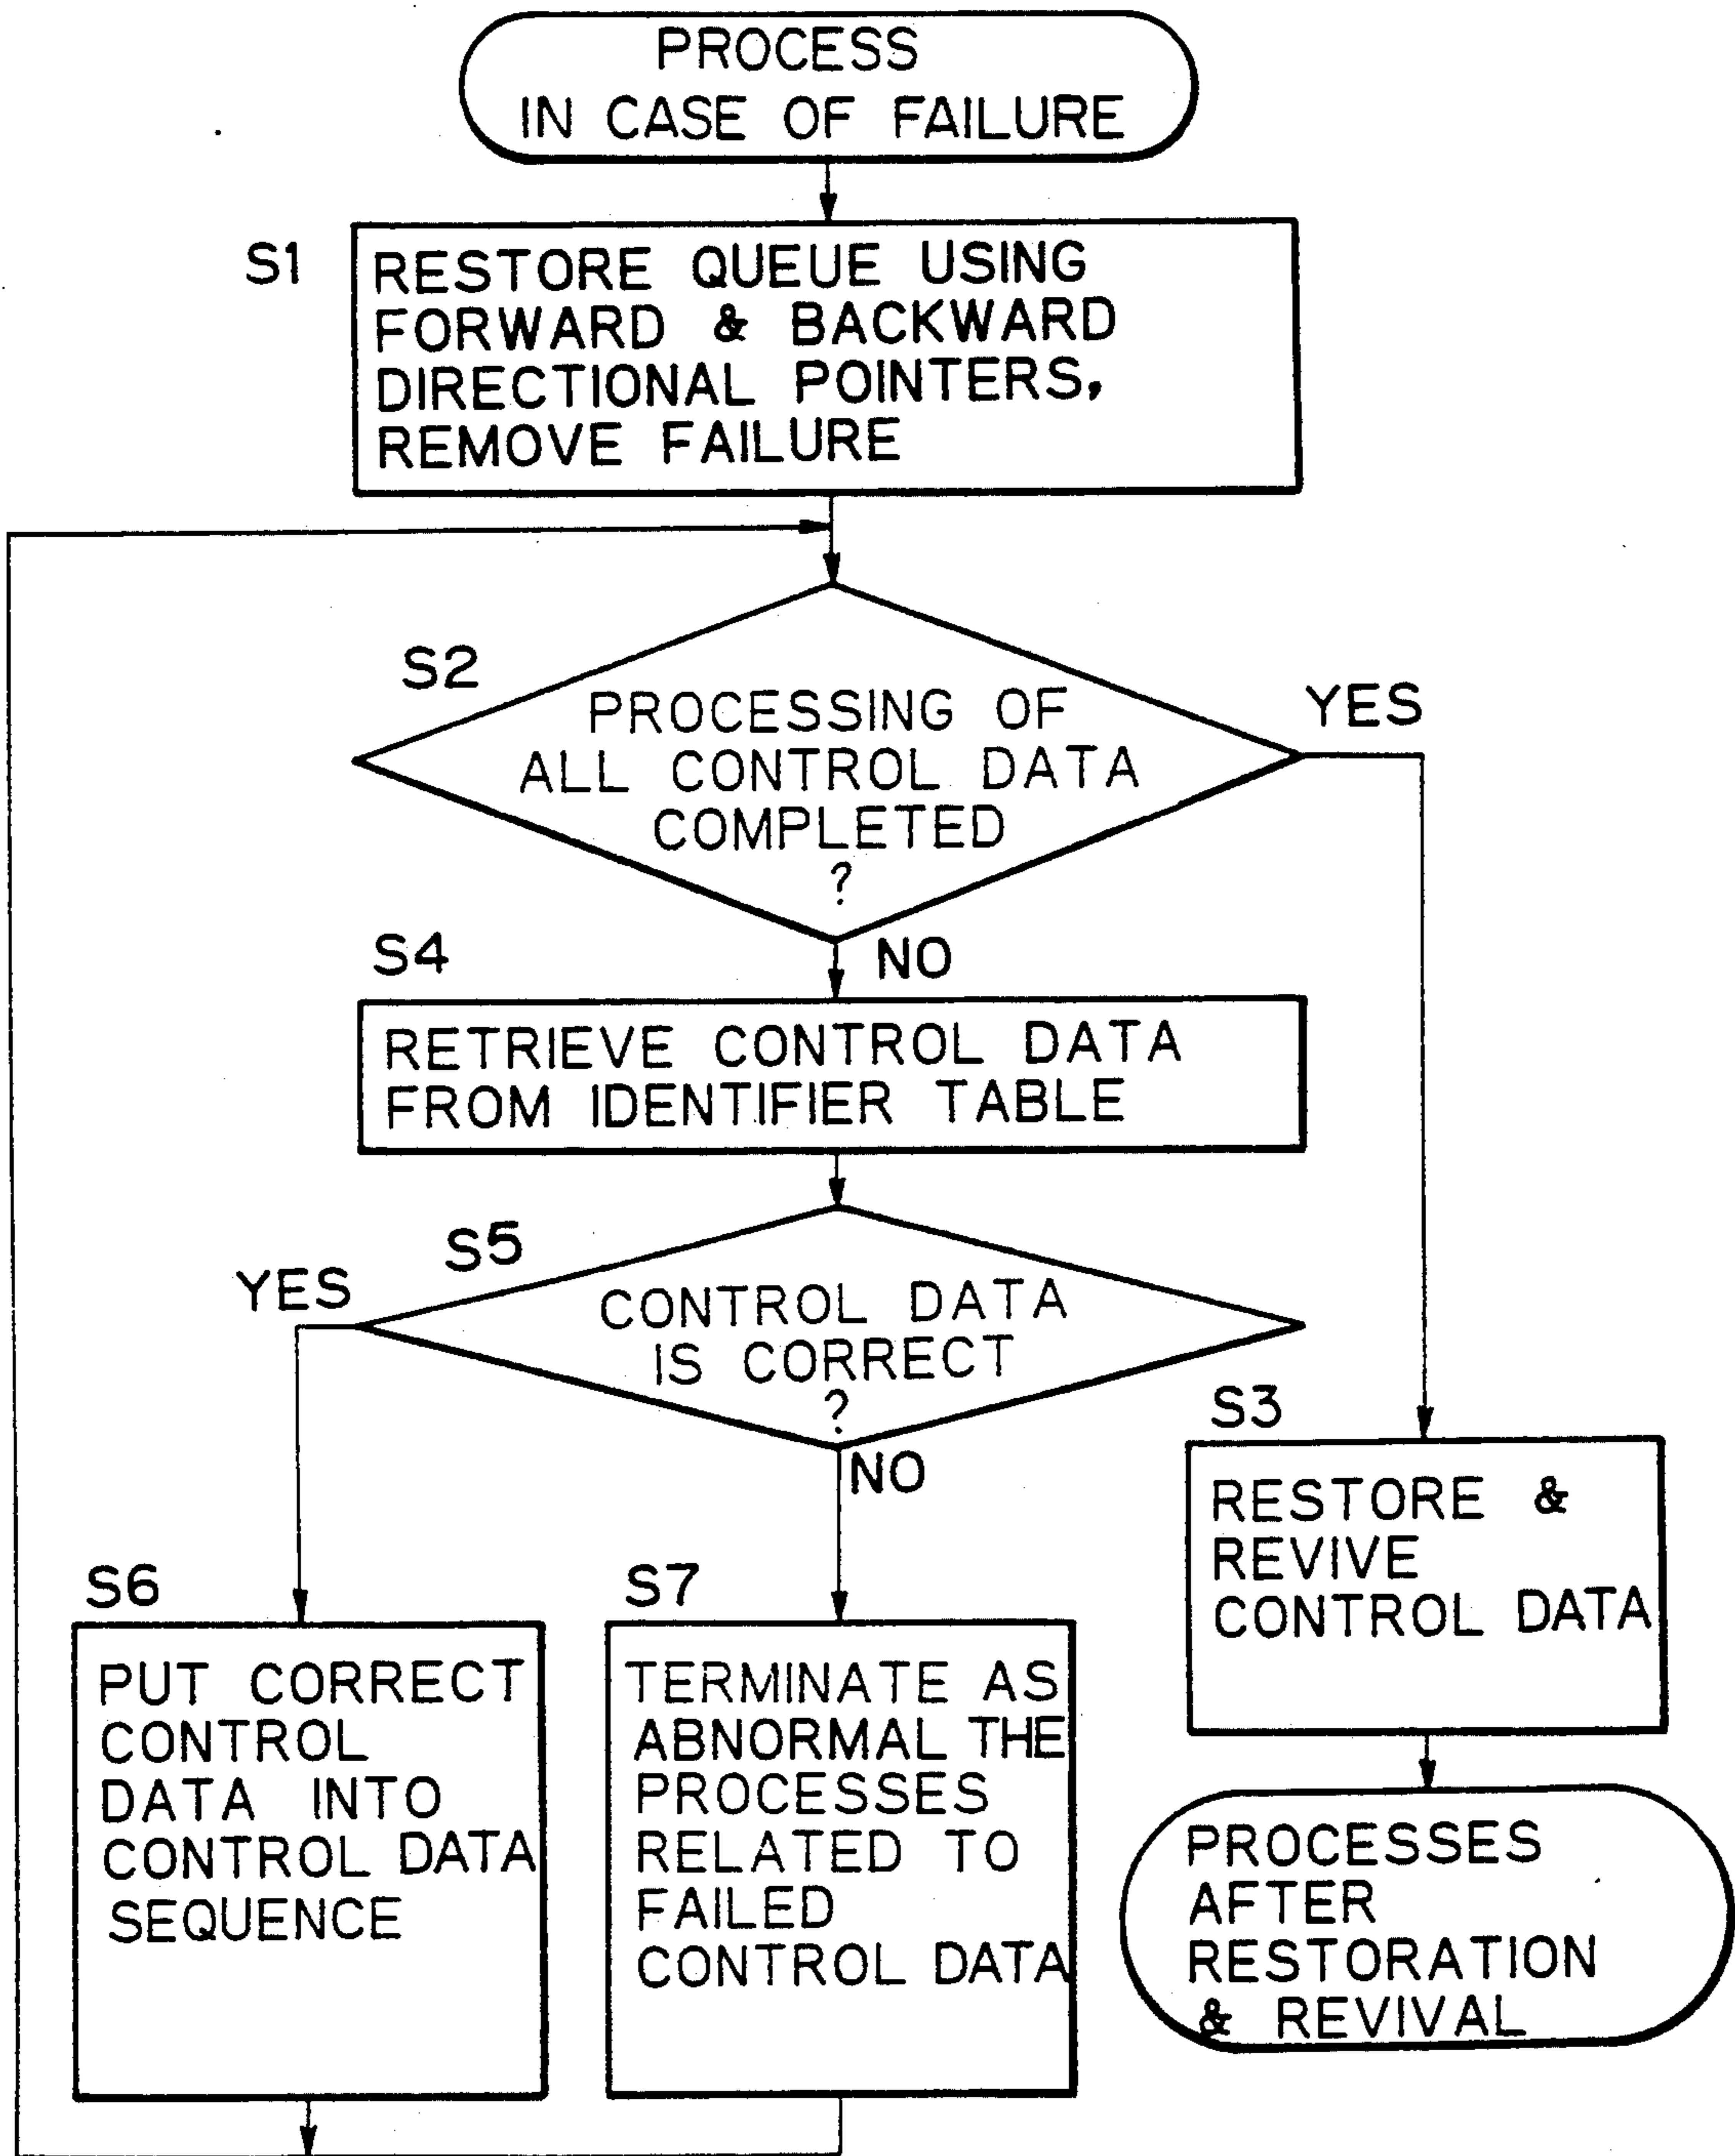 PROCESS
IN CASE OF FAILURE
S1
RESTORE QUEUE USING
FORWARD & BACKWARD
DIRECTIONAL POINTERS,
REMOVE FAILURE
S2
PROCESSING OF
ALL CONTROL DATA
COMPLETED
?
YES
NO
S4
RETRIEVE CONTROL DATA
FROM IDENTIFIER TABLE
S5
YES
CONTROL DATA
IS CORRECT
?
NO
S3
RESTORE &
REVIVE
CONTROL DATA
S6
PUT CORRECT
CONTROL
DATA INTO
CONTROL DATA
SEQUENCE
S7
TERMINATE AS
ABNORMAL THE
PROCESSES
RELATED TO
FAILED
CONTROL DATA
PROCESSES
AFTER
RESTORATION
& REVIVAL